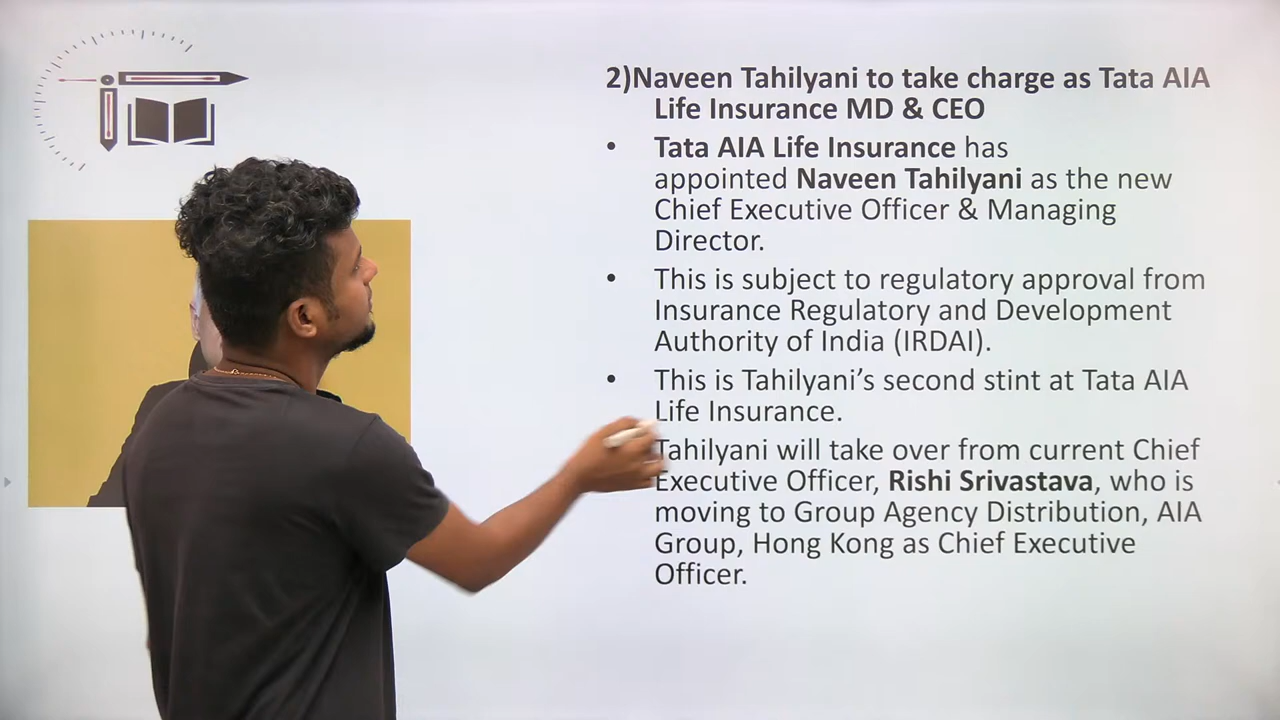 2)Naveen Tahilyani to take charge as Tata AIA
Life Insurance MD & CEO
• Tata AIA Life Insurance has
appointed Naveen Tahilyani as the new
Chief Executive Officer & Managing
Director.
• This is subject to regulatory approval from
Insurance Regulatory and Development
Authority of India (IRDAI).
• This is Tahilyani’s second stint at Tata AIA
Life Insurance.
Tahilyani will take over from current Chief
Executive Officer, Rishi Srivastava, who is
moving to Group Agency Distribution, AIA
Group, Hong Kong as Chief Executive
Officer.